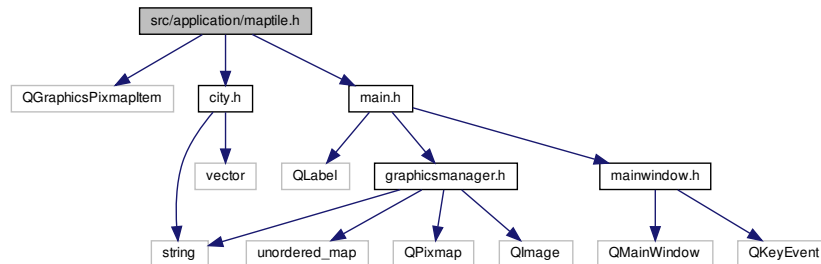 src/application/maptile.h
QGraphicsPixmapItem
city.h
main.h
vector
QLabel
graphicsmanager.h
mainwindow.h
string
unordered_map
QPixmap
QImage
QMainWindow
QKeyEvent